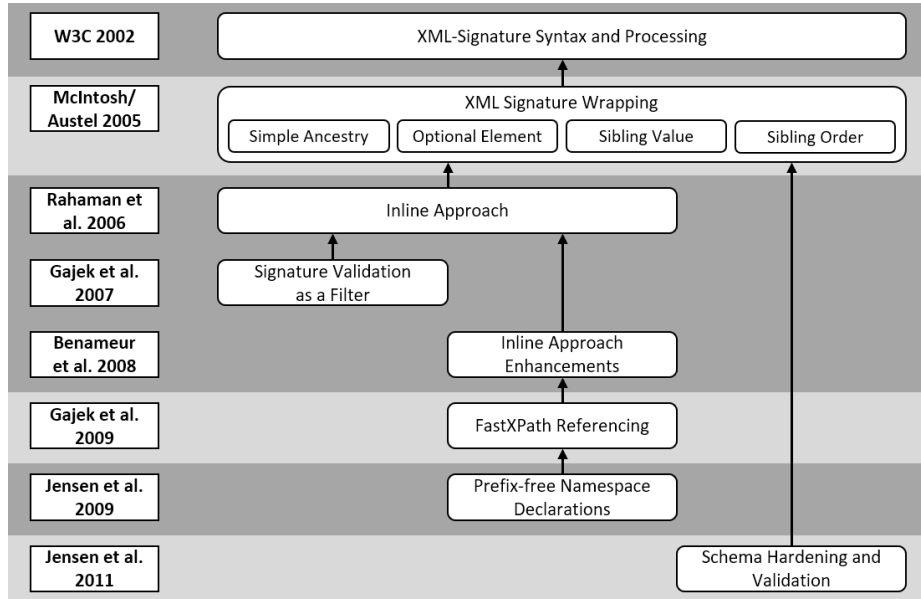 W3C 2002
XML-Signature Syntax and Processing
McIntosh/
Austel 2005
XML Signature Wrapping
Simple Ancestry
Optional Element
Sibling Value
Sibling Order
Rahaman et
al. 2006
Inline Approach
Gajek et al.
2007
Signature Validation
as a Filter
Benameur
et al. 2008
Inline Approach
Enhancements
Gajek et al.
2009
FastXPath Referencing
Jensen et al.
2009
Prefix-free Namespace
Declarations
Jensen et al.
2011
Schema Hardening and
Validation